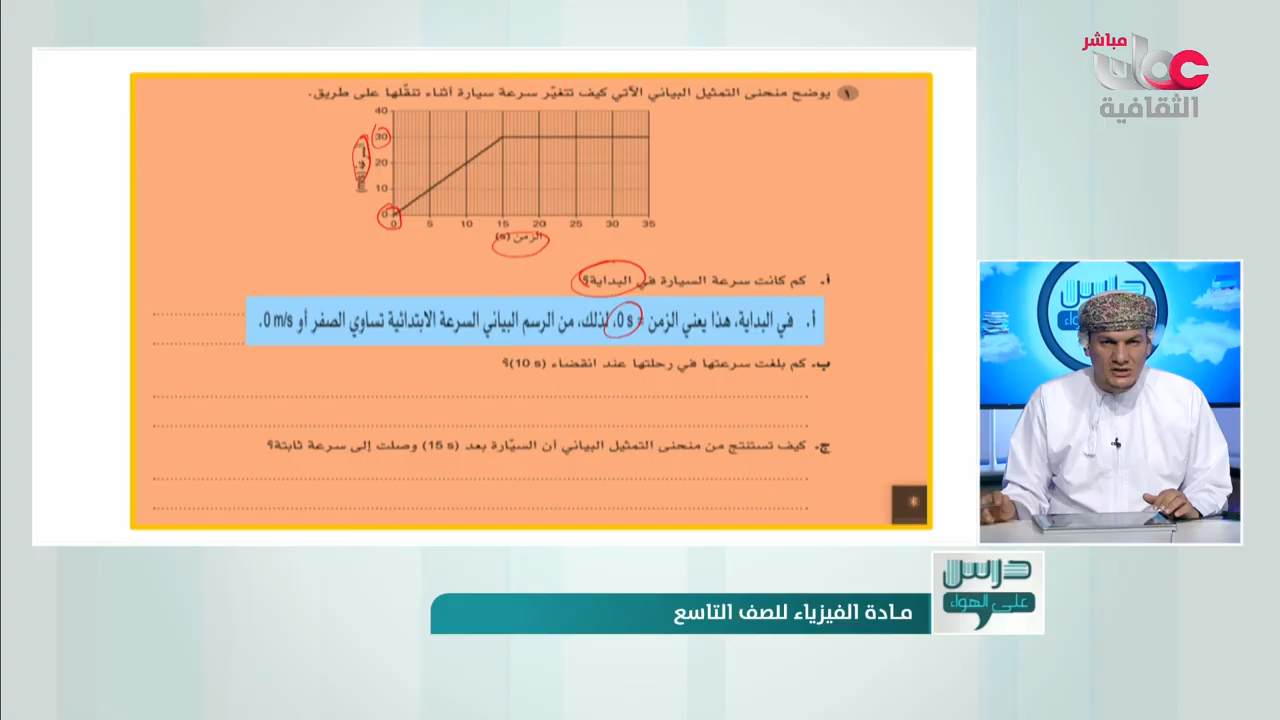 مباشر
عمان
الثقافية
١ يوضح منحنى التمثيل البياني الآتي كيف تتغيّر سرعة سيارة أثناء تنقّلها على طريق.
40
30
20
10
0
السرعة (m/s)
0 5 10 15 20 25 30 35
الزمن (s)
أ. كم كانت سرعة السيارة في البداية؟
أ. في البداية، هذا يعني الزمن = 0 s، لذلك، من الرسم البياني السرعة الابتدائية تساوي الصفر أو 0 m/s.
ب. كم بلغت سرعتها في رحلتها عند انقضاء (10 s)؟
ج. كيف تستنتج من منحنى التمثيل البياني أن السيّارة بعد (15 s) وصلت إلى سرعة ثابتة؟
درس
درس
على الهواء
مادة الفيزياء للصف التاسع